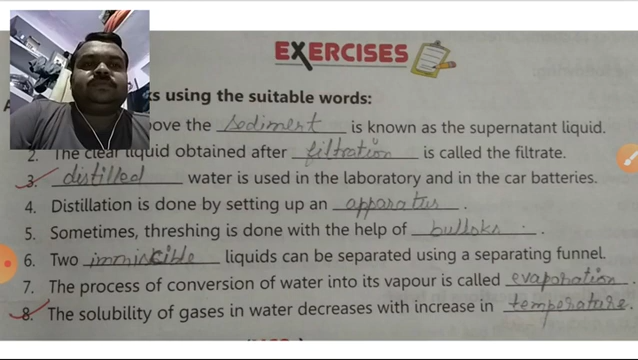 EXERCISES
ks using the suitable words:
ove the sediment is known as the supernatant liquid.
2. The clear liquid obtained after filtration is called the filtrate.
3. distilled water is used in the laboratory and in the car batteries.
4. Distillation is done by setting up an apparatus.
5. Sometimes, threshing is done with the help of bulloks.
6. Two immiscible liquids can be separated using a separating funnel.
7. The process of conversion of water into its vapour is called evaporation.
8. The solubility of gases in water decreases with increase in temperature.